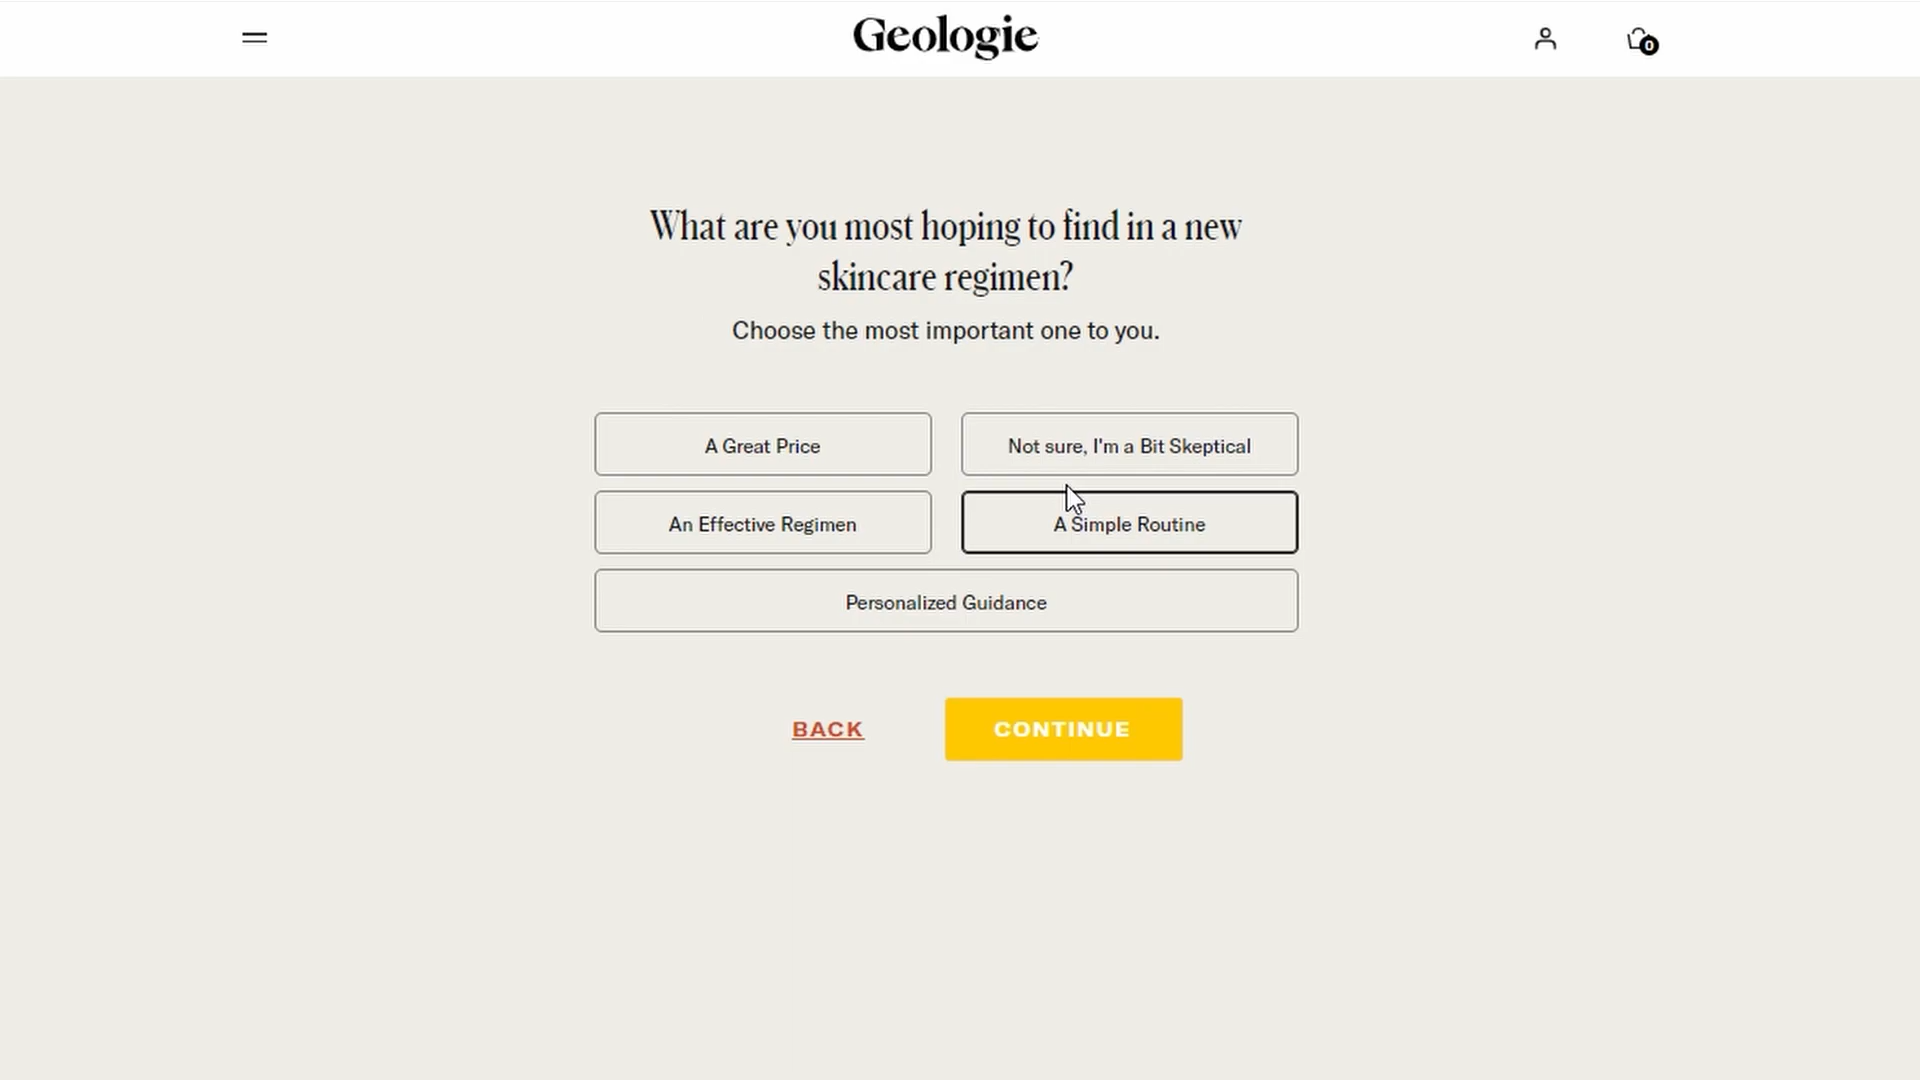 Geologie
0
What are you most hoping to find in a new
skincare regimen?
Choose the most important one to you.
A Great Price
Not sure, I'm a Bit Skeptical
An Effective Regimen
A Simple Routine
Personalized Guidance
BACK
CONTINUE